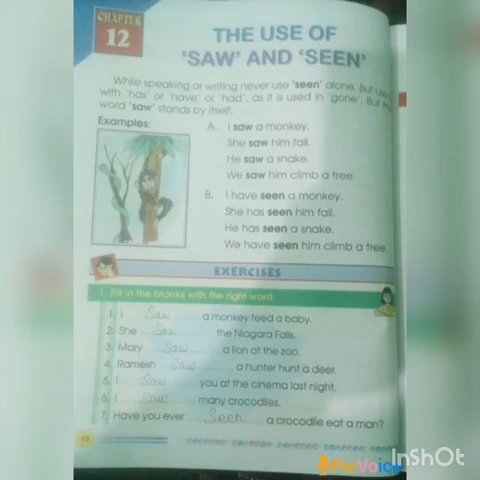 CHAPTER
12
THE USE OF
'SAW' AND 'SEEN'
While speaking or writing never use 'seen' alone. But use
with 'has' or 'have' or 'had', as it is used in 'gone'. But the
word 'saw' stands by itself.
Examples:
A. I saw a monkey.
She saw him fall.
He saw a snake.
We saw him climb a tree.
B. I have seen a monkey.
She has seen him fall.
He has seen a snake.
We have seen him climb a tree.
EXERCISES
1. Fill in the blanks with the right word:
1. I Saw a monkey feed a baby.
2. She Saw the Niagara Falls.
3. Mary Saw a lion at the zoo.
4. Ramesh Saw a hunter hunt a deer.
5. I Saw you at the cinema last night.
6. I Saw many crocodiles.
7. Have you ever Seen a crocodile eat a man?
48
PicVoice
InShOt